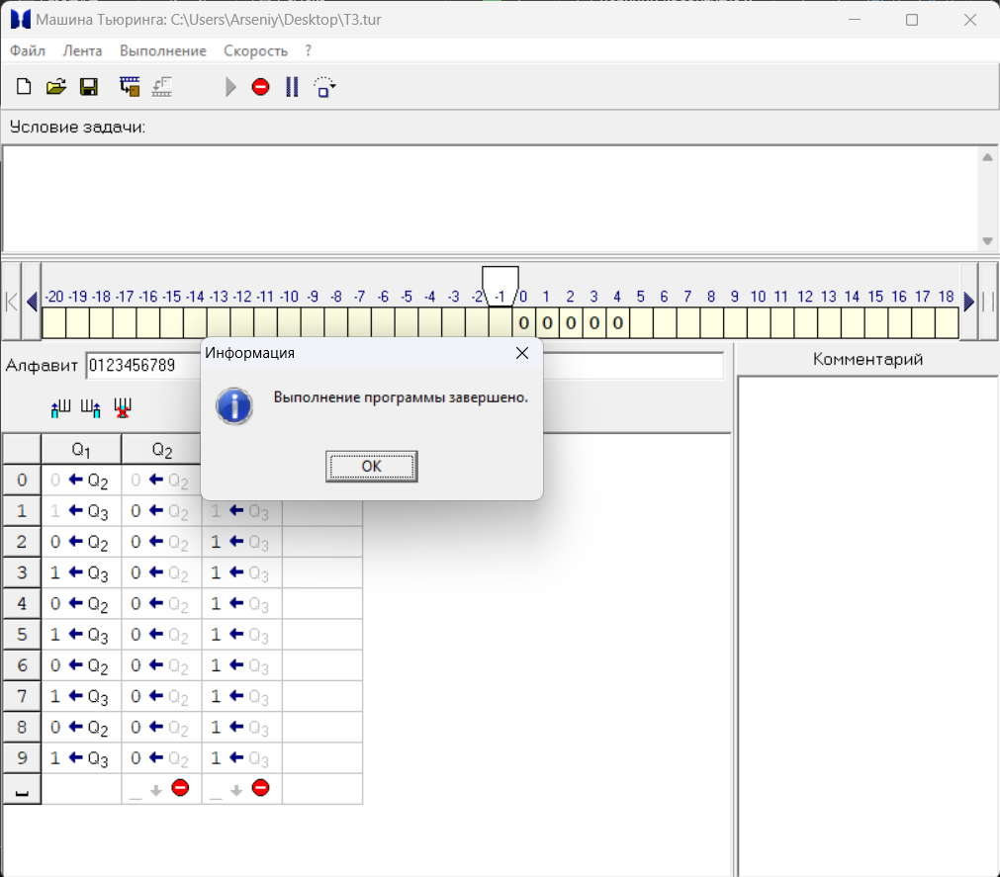 Машина Тьюринга: C:\Users\Arseniy\Desktop\T3.tur
Файл Лента Выполнение Скорость ?
Условие задачи:
-20 -19 -18 -17 -16 -15 -14 -13 -12 -11 -10 -9 -8 -7 -6 -5 -4 -3 -2 -1 0 1 2 3 4 5 6 7 8 9 10 11 12 13 14 15 16 17 18
0 0 0 0 0
Алфавит 0123456789
Комментарий
Информация
Выполнение программы завершено.
OK
Q1 Q2
0 0 ← Q2 0 ← Q2
1 1 ← Q3 0 ← Q2 1 ← Q3
2 0 ← Q2 0 ← Q2 1 ← Q3
3 1 ← Q3 0 ← Q2 1 ← Q3
4 0 ← Q2 0 ← Q2 1 ← Q3
5 1 ← Q3 0 ← Q2 1 ← Q3
6 0 ← Q2 0 ← Q2 1 ← Q3
7 1 ← Q3 0 ← Q2 1 ← Q3
8 0 ← Q2 0 ← Q2 1 ← Q3
9 1 ← Q3 0 ← Q2 1 ← Q3
_ ↓ _ ↓